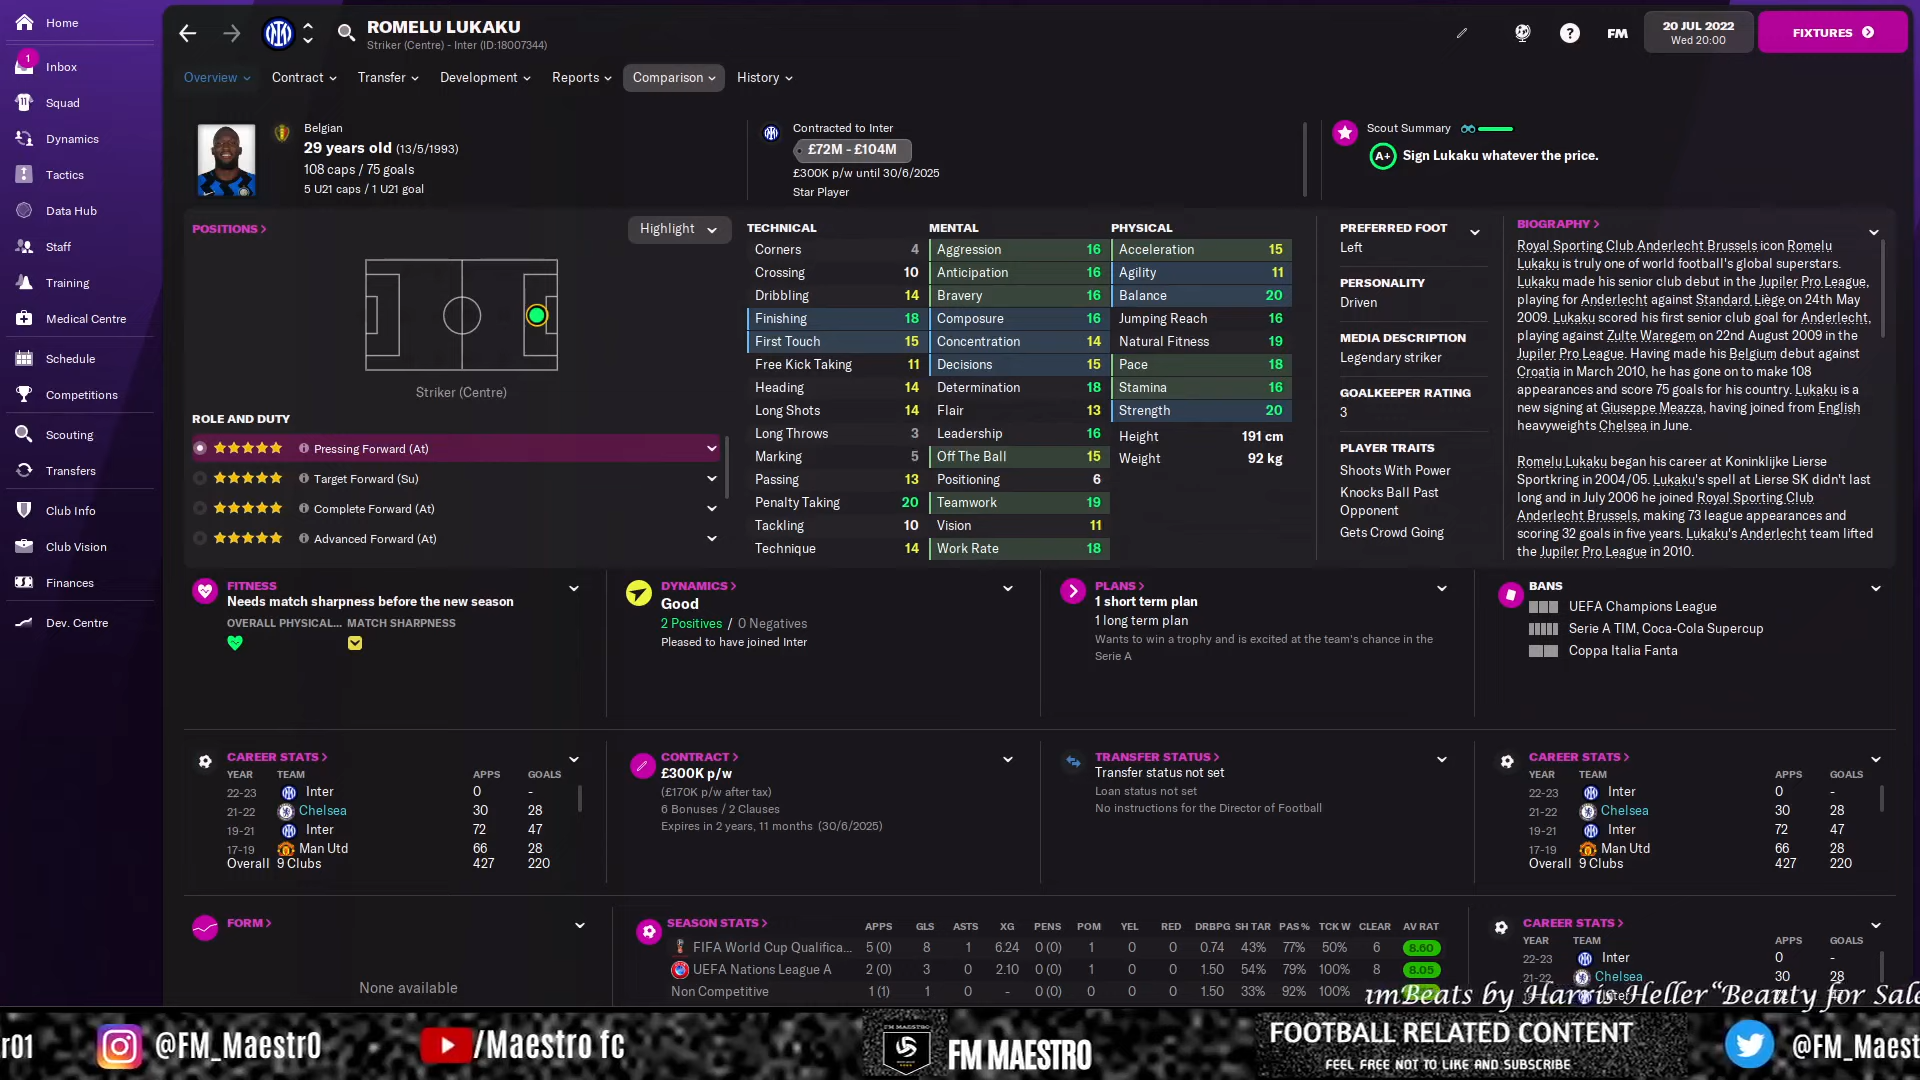 Home
1
Inbox
Squad
Dynamics
Tactics
Data Hub
Staff
Training
Medical Centre
Schedule
Competitions
Scouting
Transfers
Club Info
Club Vision
Finances
Dev. Centre
ROMELU LUKAKU
Striker (Centre) - Inter (ID:18007344)
FM
20 JUL 2022
Wed 20:00
FIXTURES
Overview
Contract
Transfer
Development
Reports
Comparison
History
Belgian
29 years old (13/5/1993)
108 caps / 75 goals
5 U21 caps / 1 U21 goal
Contracted to Inter
£72M - £104M
£300K p/w until 30/6/2025
Star Player
Scout Summary
A+ Sign Lukaku whatever the price.
POSITIONS
Highlight
Striker (Centre)
ROLE AND DUTY
Pressing Forward (At)
Target Forward (Su)
Complete Forward (At)
Advanced Forward (At)
TECHNICAL
Corners 4
Crossing 10
Dribbling 14
Finishing 18
First Touch 15
Free Kick Taking 11
Heading 14
Long Shots 14
Long Throws 3
Marking 5
Passing 13
Penalty Taking 20
Tackling 10
Technique 14
MENTAL
Aggression 16
Anticipation 16
Bravery 16
Composure 16
Concentration 14
Decisions 15
Determination 18
Flair 13
Leadership 16
Off The Ball 15
Positioning 6
Teamwork 19
Vision 11
Work Rate 18
PHYSICAL
Acceleration 15
Agility 11
Balance 20
Jumping Reach 16
Natural Fitness 19
Pace 18
Stamina 16
Strength 20
Height 191 cm
Weight 92 kg
PREFERRED FOOT
Left
PERSONALITY
Driven
MEDIA DESCRIPTION
Legendary striker
GOALKEEPER RATING
3
PLAYER TRAITS
Shoots With Power
Knocks Ball Past
Opponent
Gets Crowd Going
BIOGRAPHY
Royal Sporting Club Anderlecht Brussels icon Romelu
Lukaku is truly one of world football's global superstars.
Lukaku made his senior club debut in the Jupiler Pro League,
playing for Anderlecht against Standard Liège on 24th May
2009. Lukaku scored his first senior club goal for Anderlecht,
playing against Zulte Waregem on 22nd August 2009 in the
Jupiler Pro League. Having made his Belgium debut against
Croatia in March 2010, he has gone on to make 108
appearances and score 75 goals for his country. Lukaku is a
new signing at Giuseppe Meazza, having joined from English
heavyweights Chelsea in June.
Romelu Lukaku began his career at Koninklijke Lierse
Sportkring in 2004/05. Lukaku's spell at Lierse SK didn't last
long and in July 2006 he joined Royal Sporting Club
Anderlecht Brussels, making 73 league appearances and
scoring 32 goals in five years. Lukaku's Anderlecht team lifted
the Jupiler Pro League in 2010.
FITNESS
Needs match sharpness before the new season
OVERALL PHYSICAL... MATCH SHARPNESS
DYNAMICS
Good
2 Positives / 0 Negatives
Pleased to have joined Inter
PLANS
1 short term plan
1 long term plan
Wants to win a trophy and is excited at the team's chance in the
Serie A
BANS
UEFA Champions League
Serie A TIM, Coca-Cola Supercup
Coppa Italia Fanta
CAREER STATS
YEAR TEAM APPS GOALS
22-23 Inter 0 -
21-22 Chelsea 30 28
19-21 Inter 72 47
17-19 Man Utd 66 28
Overall 9 Clubs 427 220
CONTRACT
£300K p/w
(£170K p/w after tax)
6 Bonuses / 2 Clauses
Expires in 2 years, 11 months (30/6/2025)
TRANSFER STATUS
Transfer status not set
Loan status not set
No instructions for the Director of Football
CAREER STATS
YEAR TEAM APPS GOALS
22-23 Inter 0 -
21-22 Chelsea 30 28
19-21 Inter 72 47
17-19 Man Utd 66 28
Overall 9 Clubs 427 220
FORM
None available
SEASON STATS APPS GLS ASTS XG PENS POM YEL RED DRBPG SH TAR PAS % TCK W CLEAR AV RAT
FIFA World Cup Qualifica... 5 (0) 8 1 6.24 0 (0) 1 0 0 0.74 43% 77% 50% 6 8.60
UEFA Nations League A 2 (0) 3 0 2.10 0 (0) 1 0 0 1.50 54% 79% 100% 8 8.05
Non Competitive 1 (1) 1 0 - 0 (0) 0 0 0 1.50 33% 92% 100%
CAREER STATS
YEAR TEAM APPS GOALS
22-23 Inter 0 -
21-22 Chelsea 30 28
imBeats by Harris Heller "Beauty for Sale
r01
@FM_Maestr0
/Maestro fc
FM MAESTRO
FM MAESTRO
FOOTBALL RELATED CONTENT
FEEL FREE NOT TO LIKE AND SUBSCRIBE
@FM_Maest